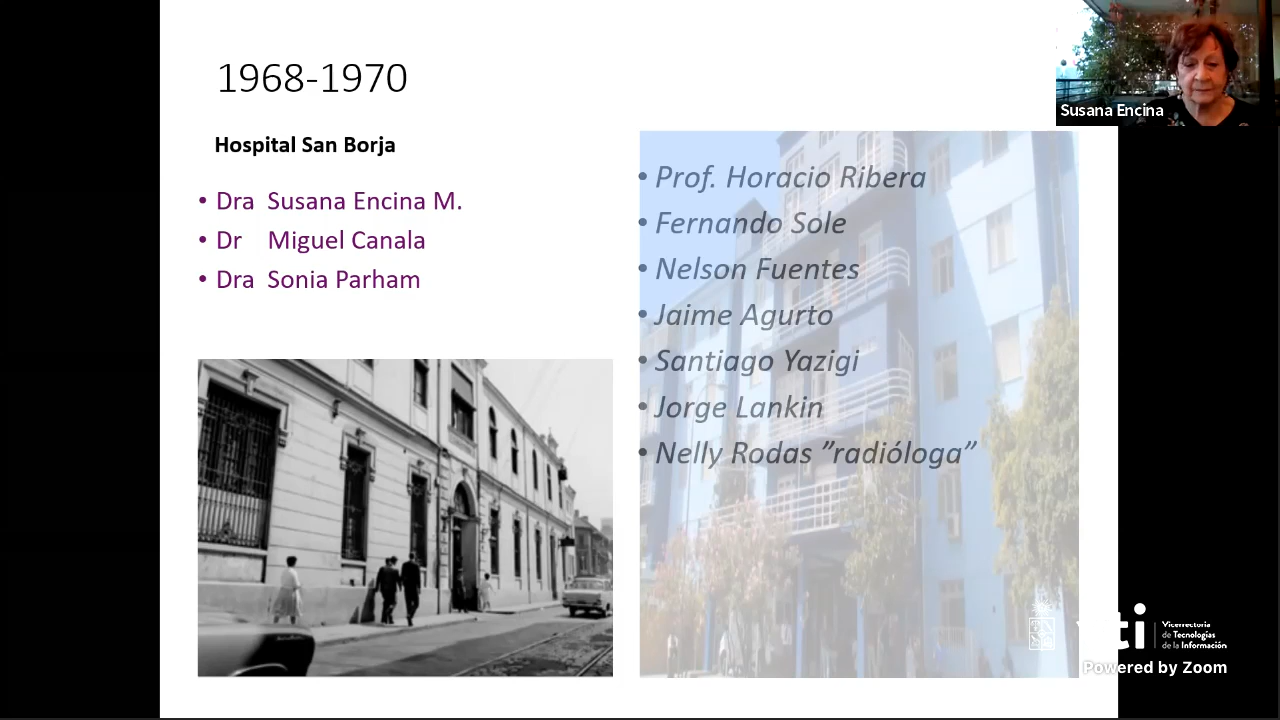 1968-1970
Hospital San Borja
• Dra Susana Encina M.
• Dr Miguel Canala
• Dra Sonia Parham
• Prof. Horacio Ribera
• Fernando Sole
• Nelson Fuentes
• Jaime Agurto
• Santiago Yazigi
• Jorge Lankin
• Nelly Rodas ”radióloga”
Susana Encina
vti
Vicerrectoría
de Tecnologías
de la Información
Powered by Zoom